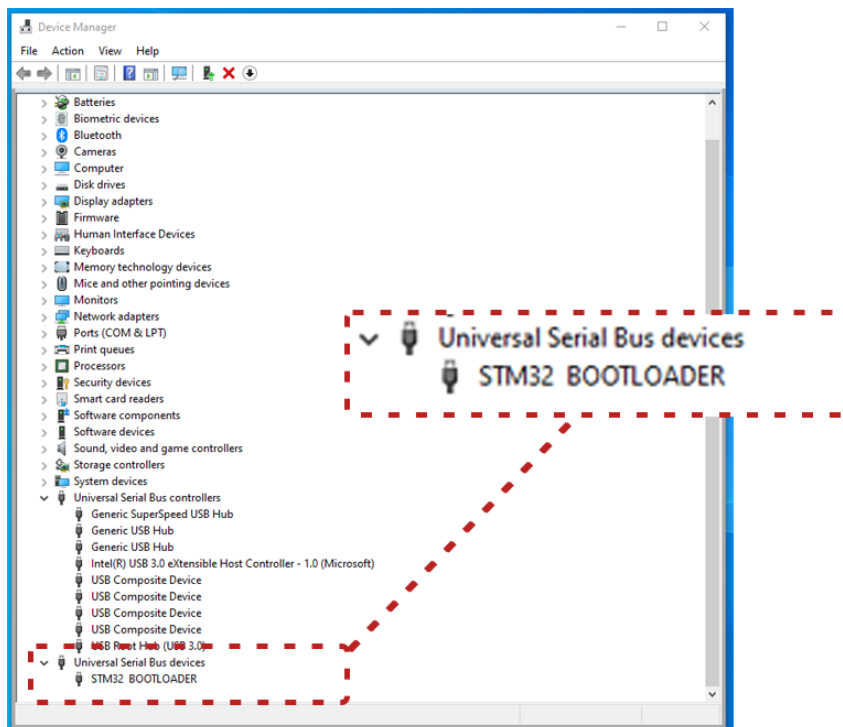 Device Manager
File Action View Help
Batteries
Biometric devices
Bluetooth
Cameras
Computer
Disk drives
Display adapters
Firmware
Human Interface Devices
Keyboards
Memory technology devices
Mice and other pointing devices
Monitors
Network adapters
Ports (COM & LPT)
Print queues
Processors
Security devices
Smart card readers
Software components
Software devices
Sound, video and game controllers
Storage controllers
System devices
Universal Serial Bus controllers
Generic SuperSpeed USB Hub
Generic USB Hub
Generic USB Hub
Intel(R) USB 3.0 eXtensible Host Controller - 1.0 (Microsoft)
USB Composite Device
USB Composite Device
USB Composite Device
USB Composite Device
USB Root Hub (USB 3.0)
Universal Serial Bus devices
STM32 BOOTLOADER
Universal Serial Bus devices
STM32 BOOTLOADER